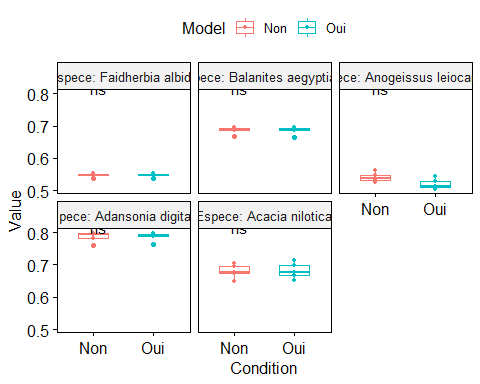 Model Non Oui
spece: Faidherbia albid
pece: Balanites aegyptia
ece: Anogeissus leioca
ns ns ns
0.8
0.7
0.6
0.5
Non Oui
Value
pece: Adansonia digita
Espece: Acacia nilotica
ns ns
0.8
0.7
0.6
0.5
Non Oui Non Oui
Condition